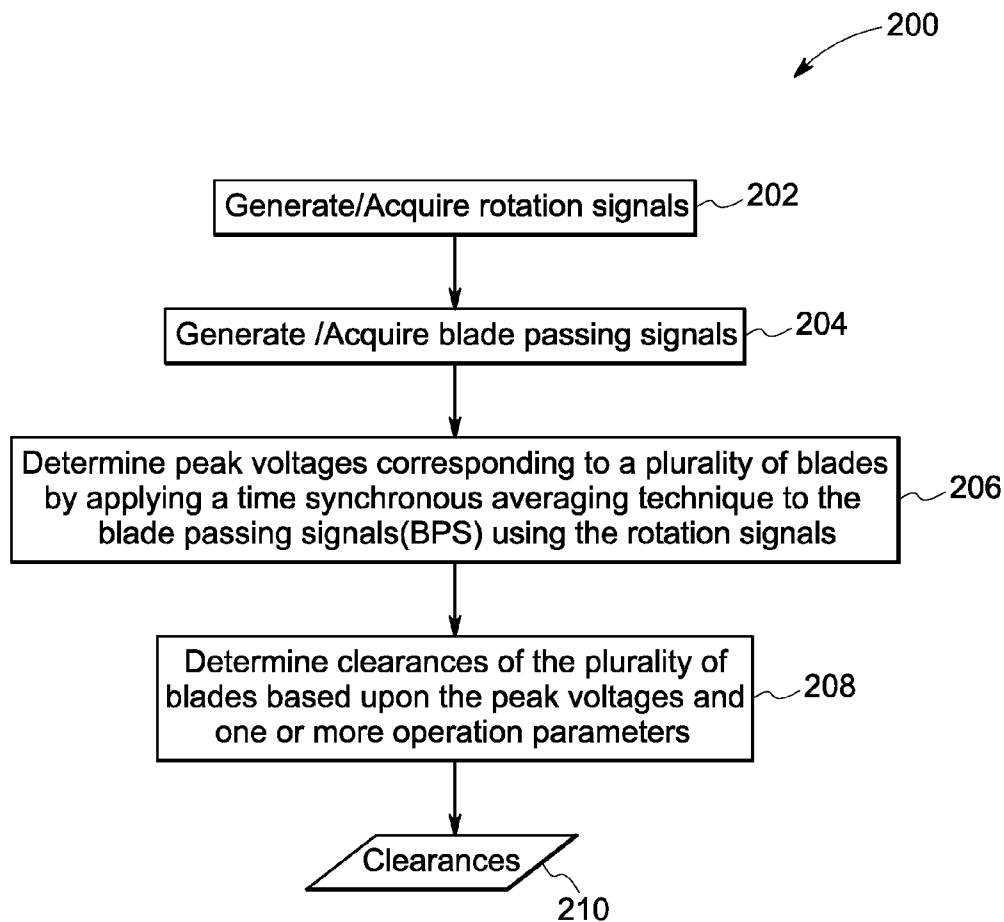 200
Generate/Acquire rotation signals
202
Generate /Acquire blade passing signals
204
Determine peak voltages corresponding to a plurality of blades
by applying a time synchronous averaging technique to the
blade passing signals(BPS) using the rotation signals
206
Determine clearances of the plurality of
blades based upon the peak voltages and
one or more operation parameters
208
Clearances
210